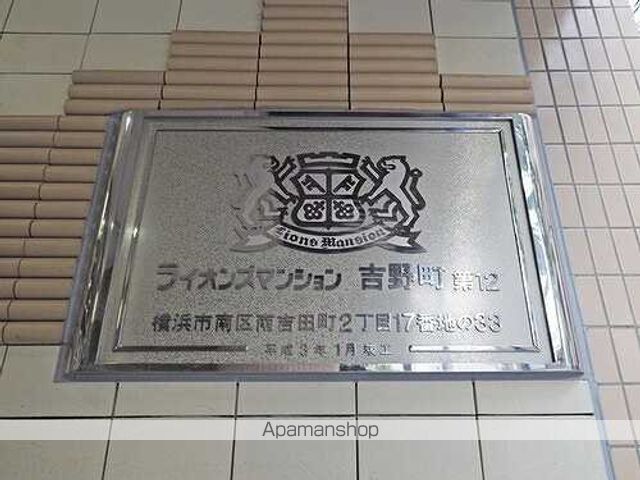 Lions Mansion
ライオンズマンション 吉野町 第12
横浜市南区南吉田町2丁目17番地の33
平成3年1月竣工
Apamanshop